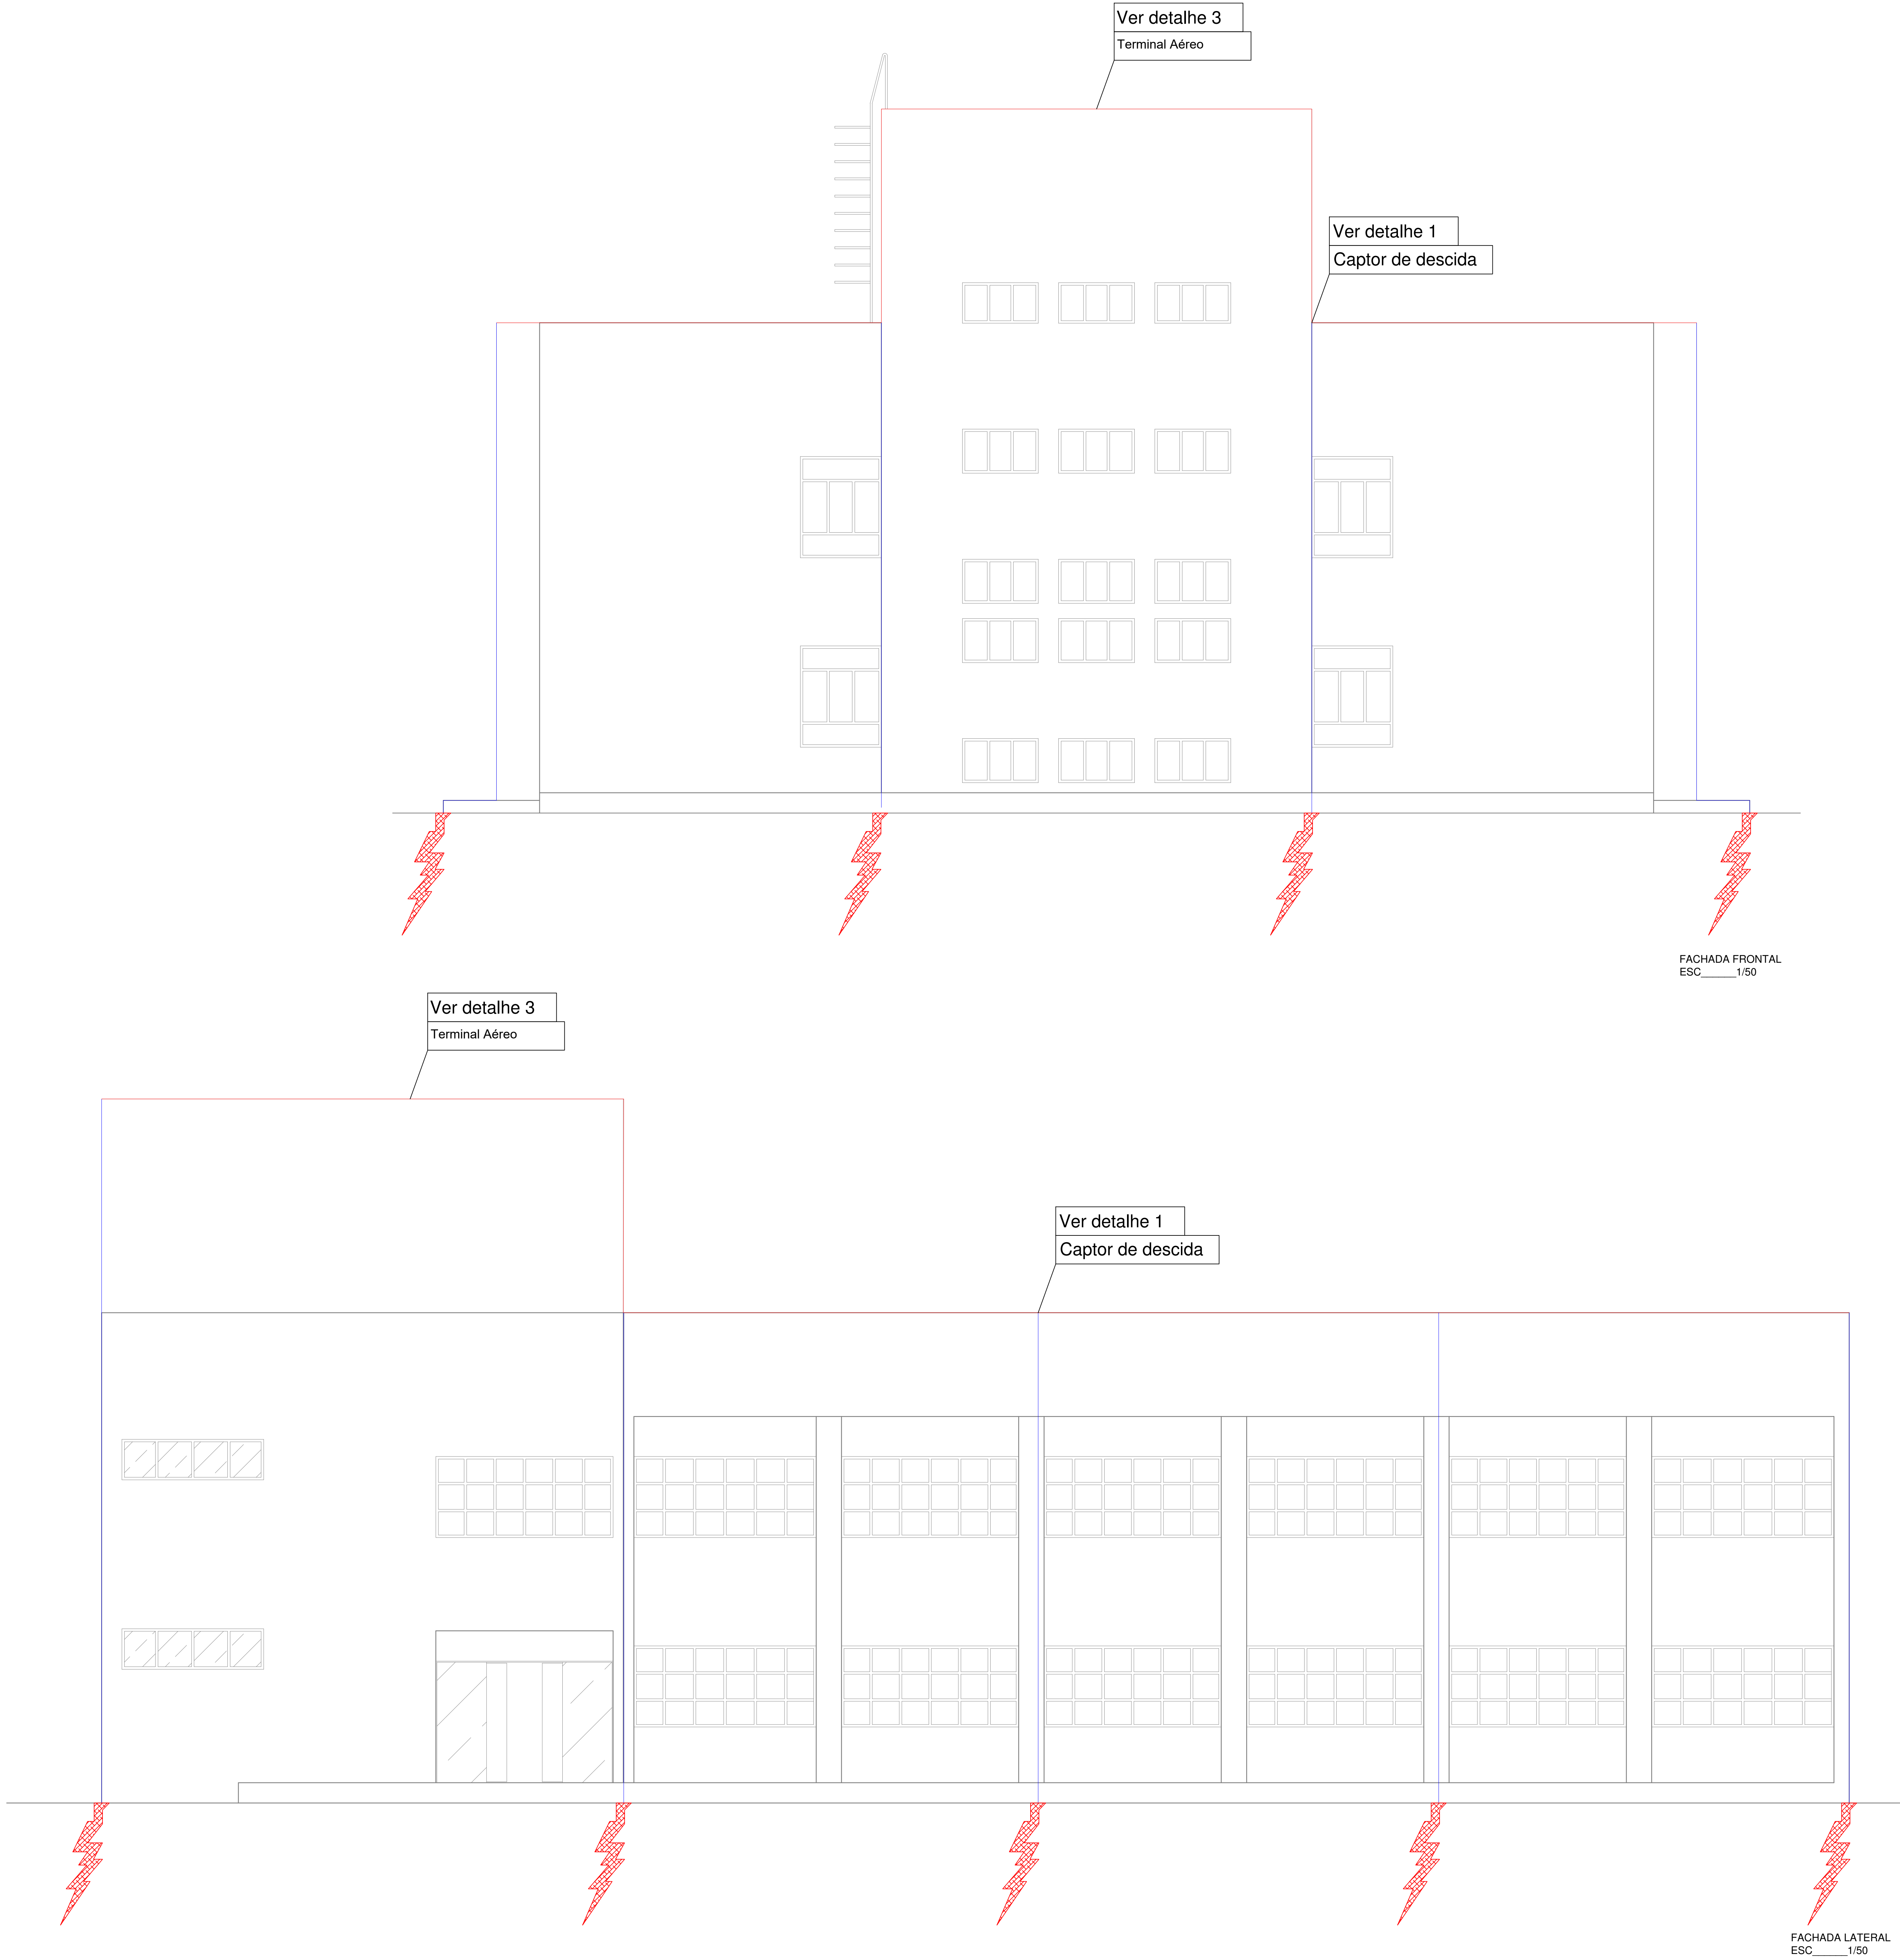 Ver detalhe 3
Terminal Aéreo
Ver detalhe 1
Captor de descida
FACHADA FRONTAL
ESC______1/50
Ver detalhe 3
Terminal Aéreo
Ver detalhe 1
Captor de descida
FACHADA LATERAL
ESC______1/50